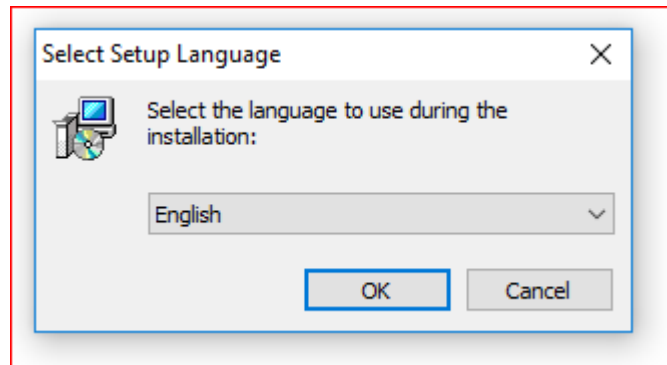 Select Setup Language
Select the language to use during the
installation:
English
OK
Cancel